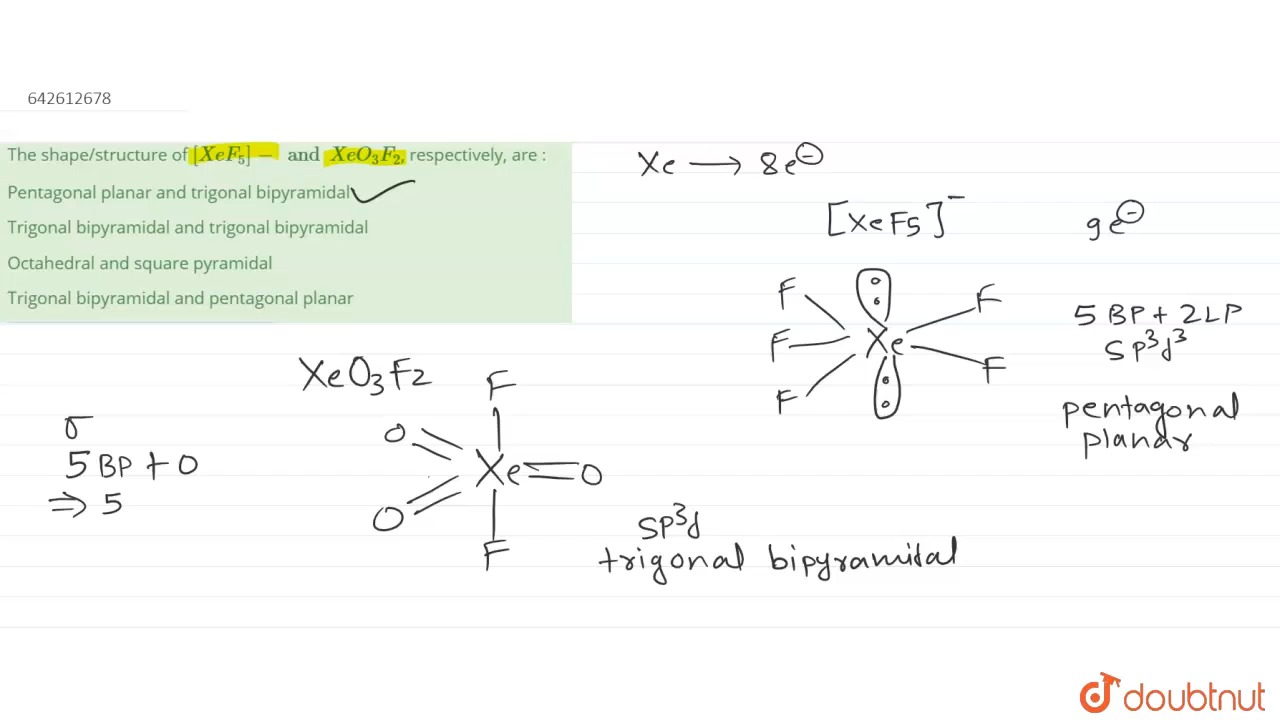 642612678
The shape/structure of [XeF₅]− and XeO₃F₂, respectively, are :
Pentagonal planar and trigonal bipyramidal
Trigonal bipyramidal and trigonal bipyramidal
Octahedral and square pyramidal
Trigonal bipyramidal and pentagonal planar
Xe ⟶ 8e⊖
[XeF5]⁻ 9e⊖
F F
F Xe
F F
5 BP + 2LP
SP³d³
pentagonal
planar
XeO₃F2
F
O
Xe=O
O
F
σ
5 BP + O
⇒ 5
SP³d
trigonal bipyramidal
doubtnut